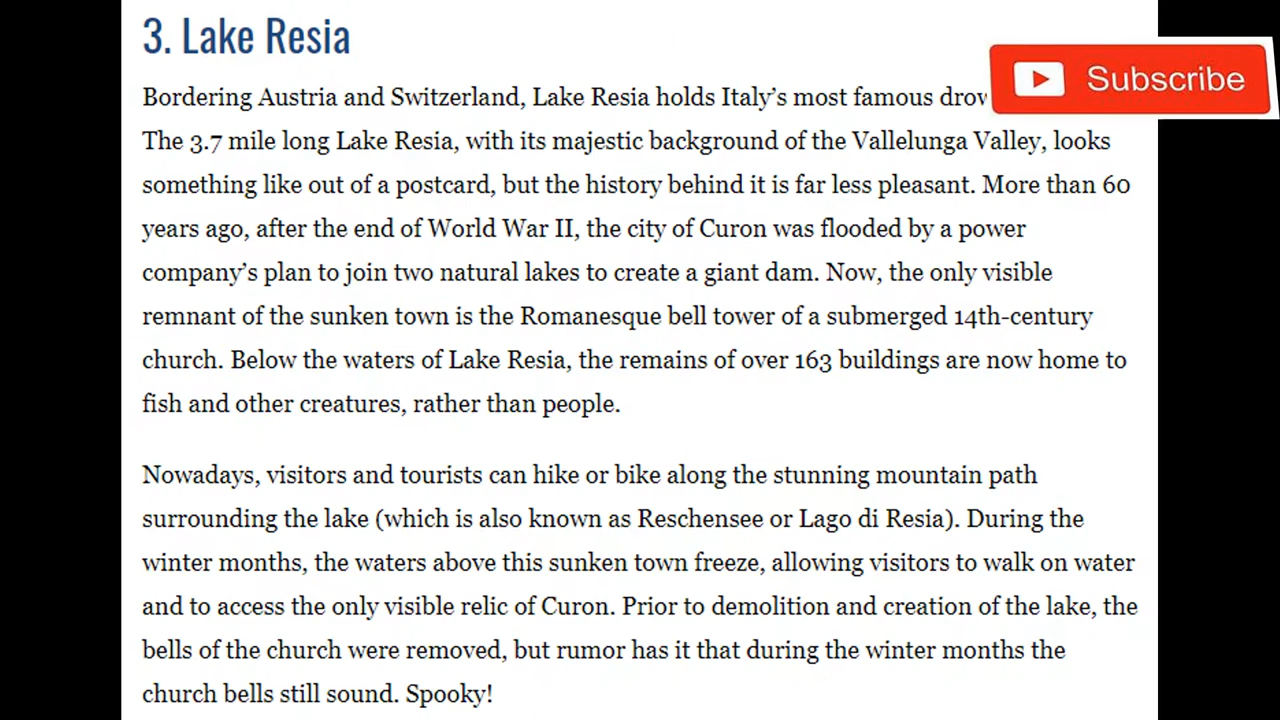 3. Lake Resia
Subscribe
Bordering Austria and Switzerland, Lake Resia holds Italy's most famous
The 3.7 mile long Lake Resia, with its majestic background of the Vallelunga Valley, looks
something like out of a postcard, but the history behind it is far less pleasant. More than 60
years ago, after the end of World War II, the city of Curon was flooded by a power
company's plan to join two natural lakes to create a giant dam. Now, the only visible
remnant of the sunken town is the Romanesque bell tower of a submerged 14th-century
church. Below the waters of Lake Resia, the remains of over 163 buildings are now home to
fish and other creatures, rather than people.
Nowadays, visitors and tourists can hike or bike along the stunning mountain path
surrounding the lake (which is also known as Reschensee or Lago di Resia). During the
winter months, the waters above this sunken town freeze, allowing visitors to walk on water
and to access the only visible relic of Curon. Prior to demolition and creation of the lake, the
bells of the church were removed, but rumor has it that during the winter months the
church bells still sound. Spooky!